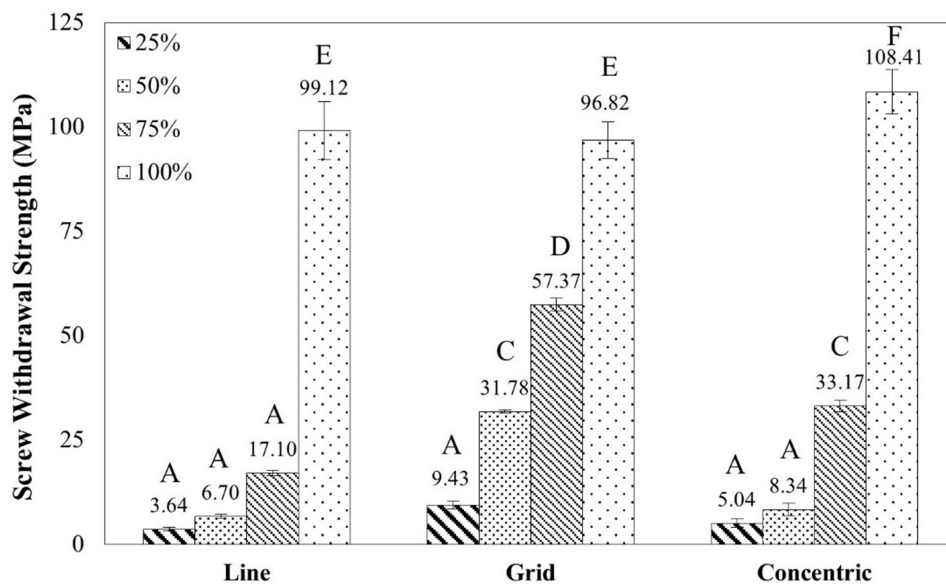 Screw Withdrawal Strength (MPa)
125
100
75
50
25
0
25%
50%
75%
100%
A
3.64
A
6.70
A
17.10
E
99.12
A
9.43
C
31.78
D
57.37
E
96.82
A
5.04
A
8.34
C
33.17
F
108.41
Line
Grid
Concentric